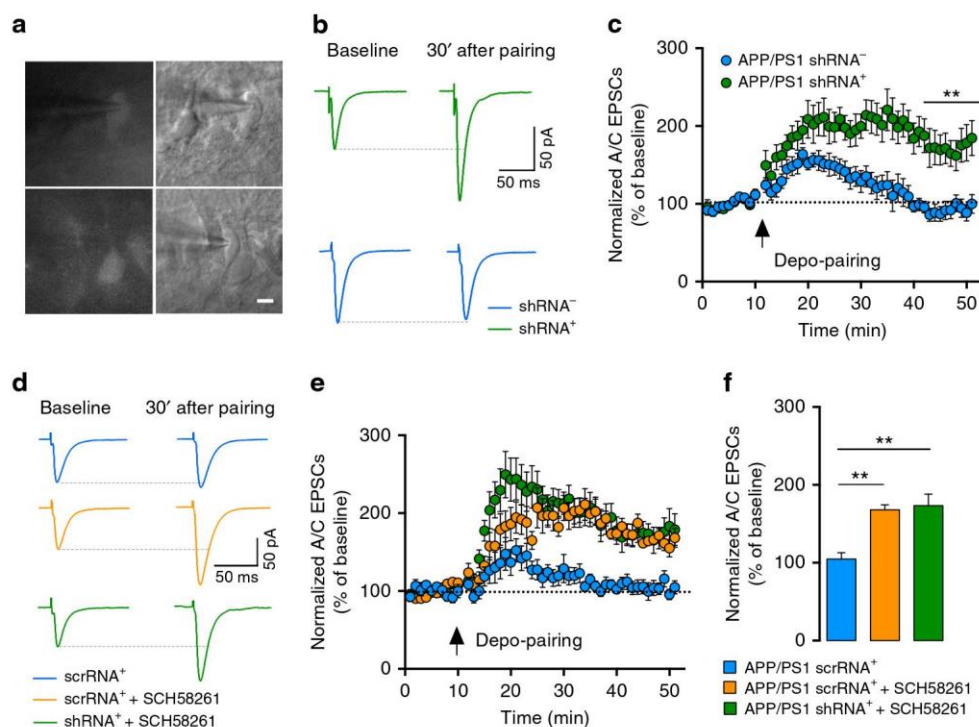 a
b
Baseline 30′ after pairing
50 pA
50 ms
shRNA⁻
shRNA⁺
c
APP/PS1 shRNA⁻
APP/PS1 shRNA⁺
**
300
200
100
0
Normalized A/C EPSCs
(% of baseline)
Depo-pairing
0 10 20 30 40 50
Time (min)
d
Baseline 30′ after pairing
50 pA
50 ms
scrRNA⁺
scrRNA⁺ + SCH58261
shRNA⁺ + SCH58261
e
300
200
100
0
Normalized A/C EPSCs
(% of baseline)
Depo-pairing
0 10 20 30 40 50
Time (min)
f
300
200
100
0
Normalized A/C EPSCs
(% of baseline)
**
**
APP/PS1 scrRNA⁺
APP/PS1 scrRNA⁺ + SCH58261
APP/PS1 shRNA⁺ + SCH58261